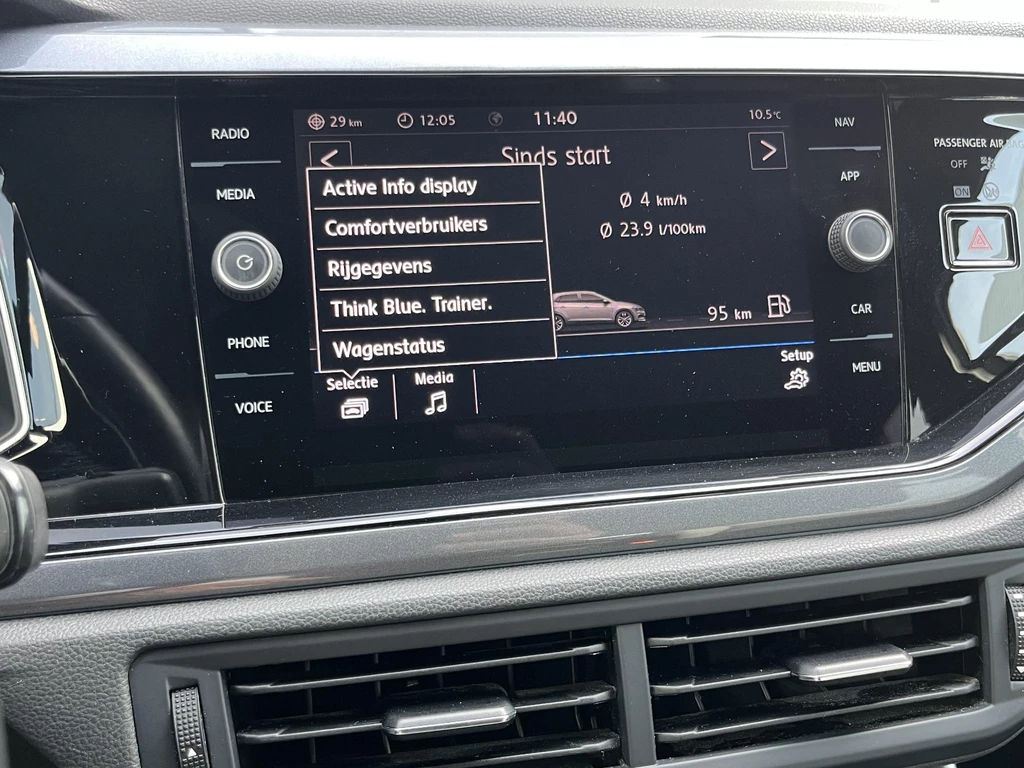 RADIO
MEDIA
PHONE
VOICE
29 km
12:05
11:40
10.5°C
<
Sinds start
>
Active Info display
Comfortverbruikers
Rijgegevens
Think Blue. Trainer.
Wagenstatus
Ø 4 km/h
Ø 23.9 l/100km
95 km
Selectie
Media
Setup
NAV
APP
CAR
MENU
PASSENGER AIR BAG
OFF
ON